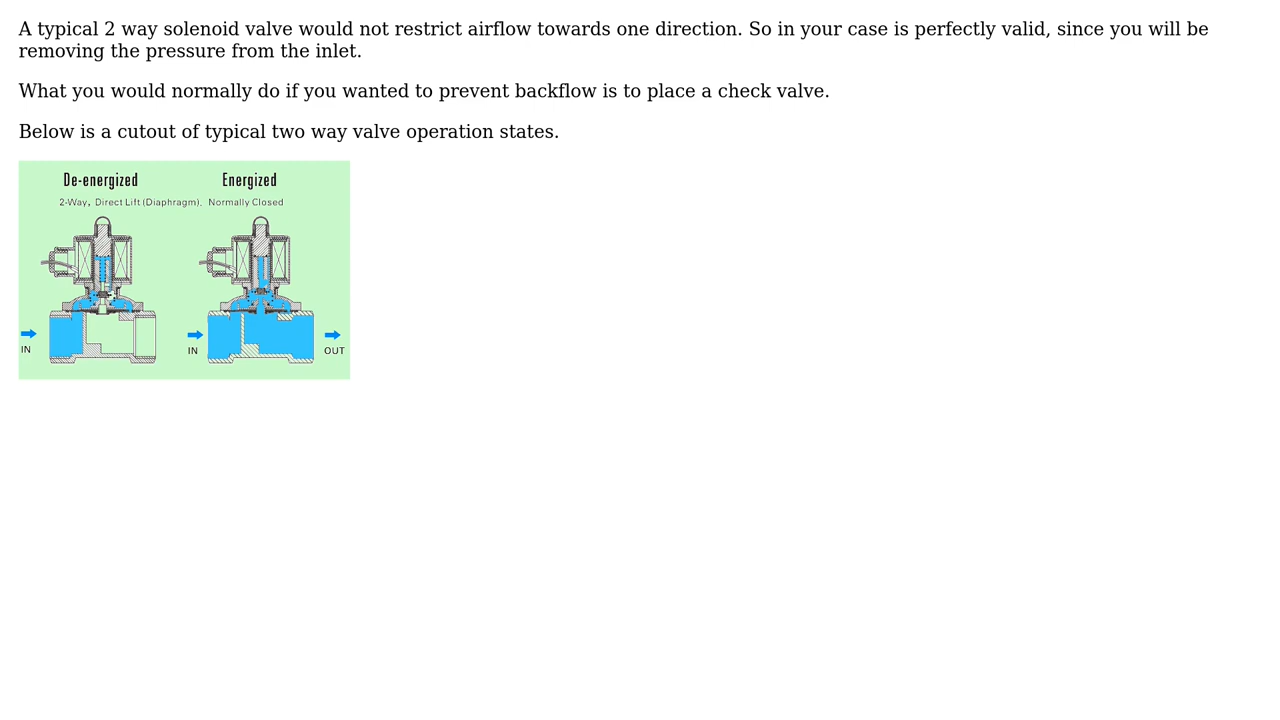 A typical 2 way solenoid valve would not restrict airflow towards one direction. So in your case is perfectly valid, since you will be
removing the pressure from the inlet.
What you would normally do if you wanted to prevent backflow is to place a check valve.
Below is a cutout of typical two way valve operation states.
De-energized Energized
2-Way, Direct Lift (Diaphragm), Normally Closed
IN IN OUT